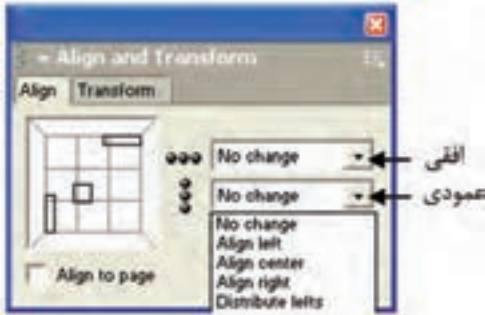 Align and transform
Align Transform
No change افقی
No change عمودی
No change
Align left
Align center
Align right
Distribute lefts
Align to page